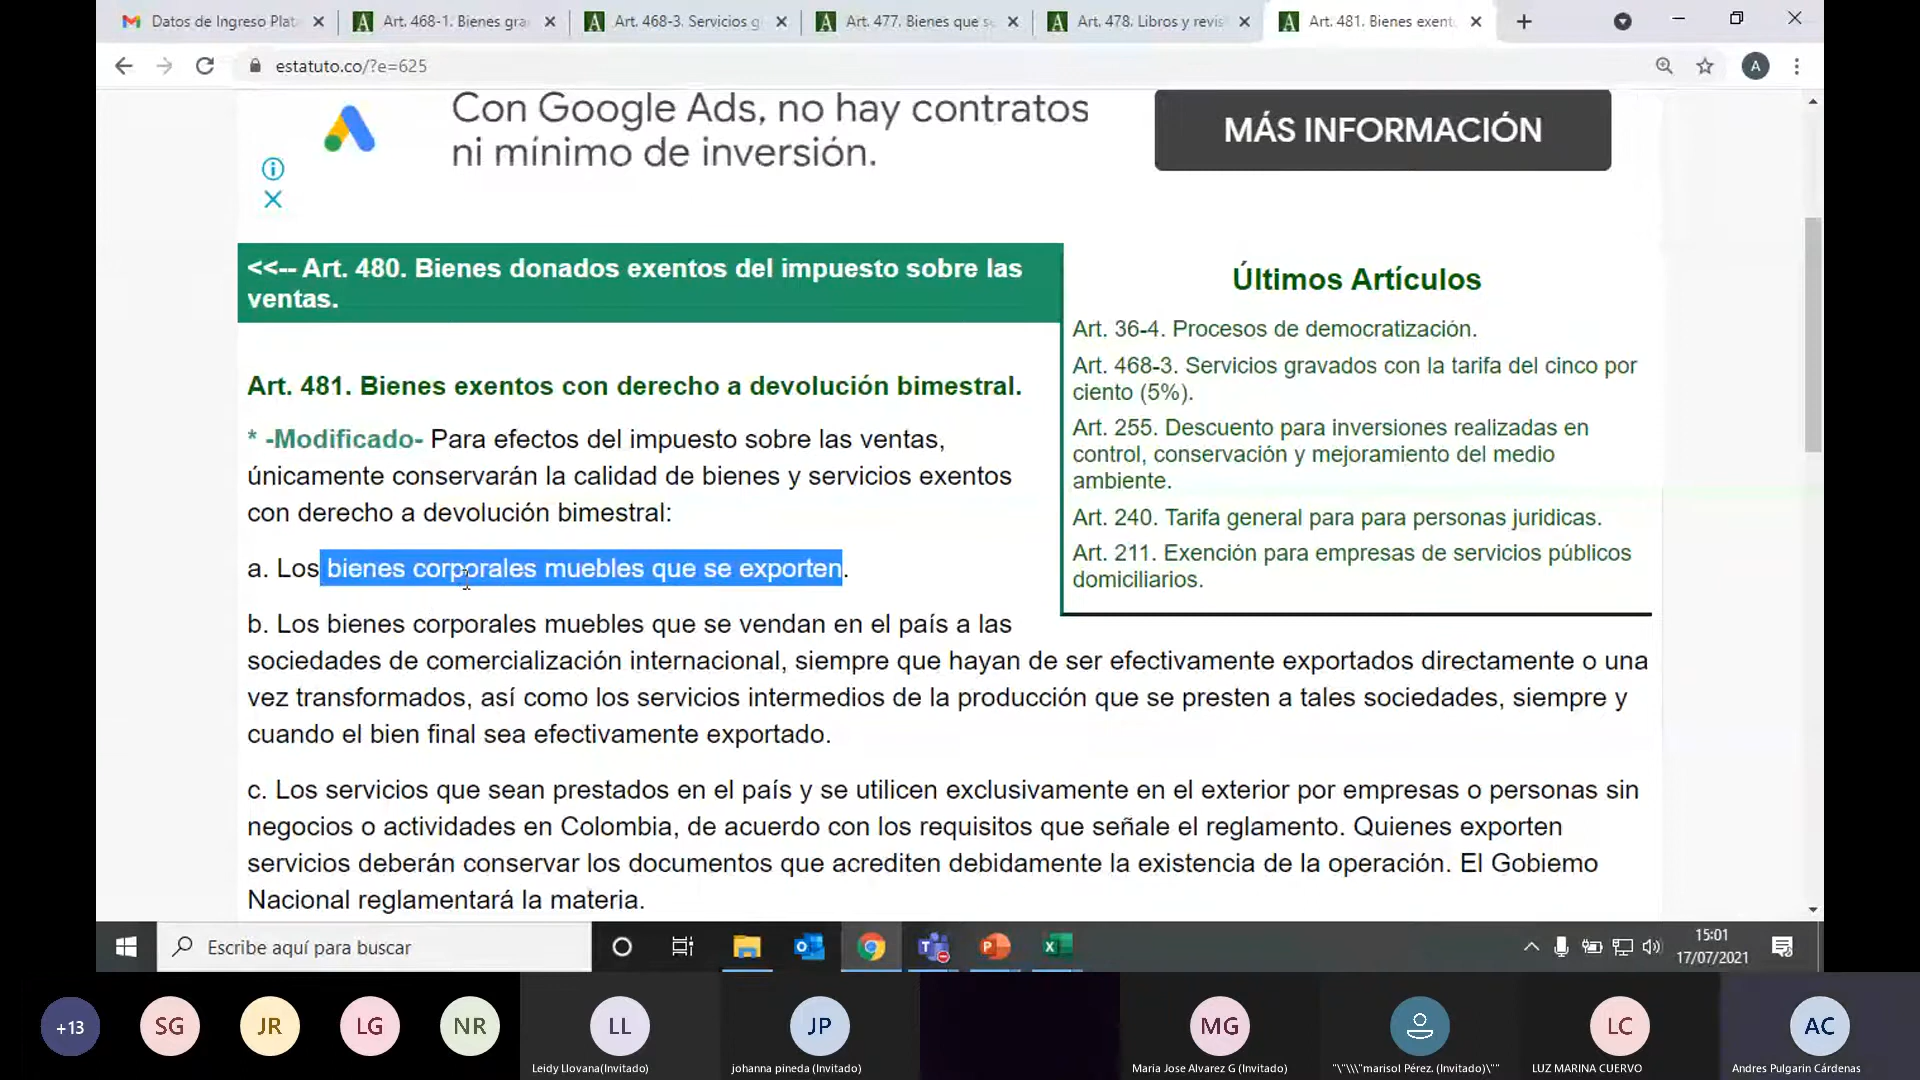 Datos de Ingreso Plat
Art. 468-1. Bienes gra
Art. 468-3. Servicios g
Art. 477. Bienes que s
Art. 478. Libros y revis
Art. 481. Bienes exent
estatuto.co/?e=625
A
Con Google Ads, no hay contratos
ni mínimo de inversión.
MÁS INFORMACIÓN
<<-- Art. 480. Bienes donados exentos del impuesto sobre las
ventas.
Art. 481. Bienes exentos con derecho a devolución bimestral.
* -Modificado- Para efectos del impuesto sobre las ventas,
únicamente conservarán la calidad de bienes y servicios exentos
con derecho a devolución bimestral:
a. Los bienes corporales muebles que se exporten.
Últimos Artículos
Art. 36-4. Procesos de democratización.
Art. 468-3. Servicios gravados con la tarifa del cinco por
ciento (5%).
Art. 255. Descuento para inversiones realizadas en
control, conservación y mejoramiento del medio
ambiente.
Art. 240. Tarifa general para para personas juridicas.
Art. 211. Exención para empresas de servicios públicos
domiciliarios.
b. Los bienes corporales muebles que se vendan en el país a las
sociedades de comercialización internacional, siempre que hayan de ser efectivamente exportados directamente o una
vez transformados, así como los servicios intermedios de la producción que se presten a tales sociedades, siempre y
cuando el bien final sea efectivamente exportado.
c. Los servicios que sean prestados en el país y se utilicen exclusivamente en el exterior por empresas o personas sin
negocios o actividades en Colombia, de acuerdo con los requisitos que señale el reglamento. Quienes exporten
servicios deberán conservar los documentos que acrediten debidamente la existencia de la operación. El Gobierno
Nacional reglamentará la materia.
Escribe aquí para buscar
15:01
17/07/2021
+13
SG
JR
LG
NR
LL
JP
MG
LC
AC
Leidy Llovana(Invitado)
johanna pineda (Invitado)
Maria Jose Alvarez G (Invitado)
"\"\\\"marisol Pérez. (Invitado)\""
LUZ MARINA CUERVO
Andres Pulgarin Cárdenas